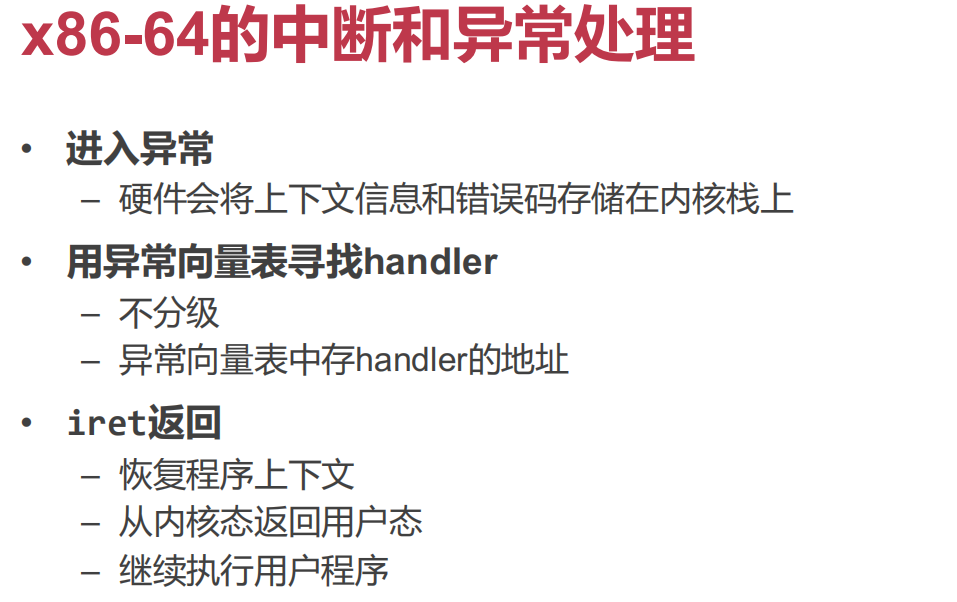 x86-64的中断和异常处理
• 进入异常
– 硬件会将上下文信息和错误码存储在内核栈上
• 用异常向量表寻找handler
– 不分级
– 异常向量表中存handler的地址
• iret返回
– 恢复程序上下文
– 从内核态返回用户态
– 继续执行用户程序